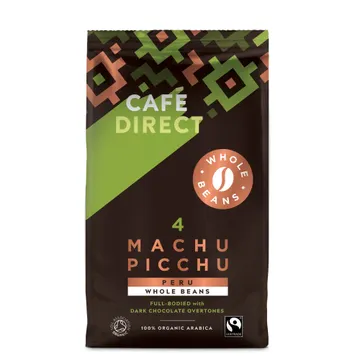 CAFÉ
DIRECT
WHOLE
BEANS
4
MACHU
PICCHU
PERU
WHOLE BEANS
FULL-BODIED with
DARK CHOCOLATE OVERTONES
100% ORGANIC ARABICA
FAIRTRADE